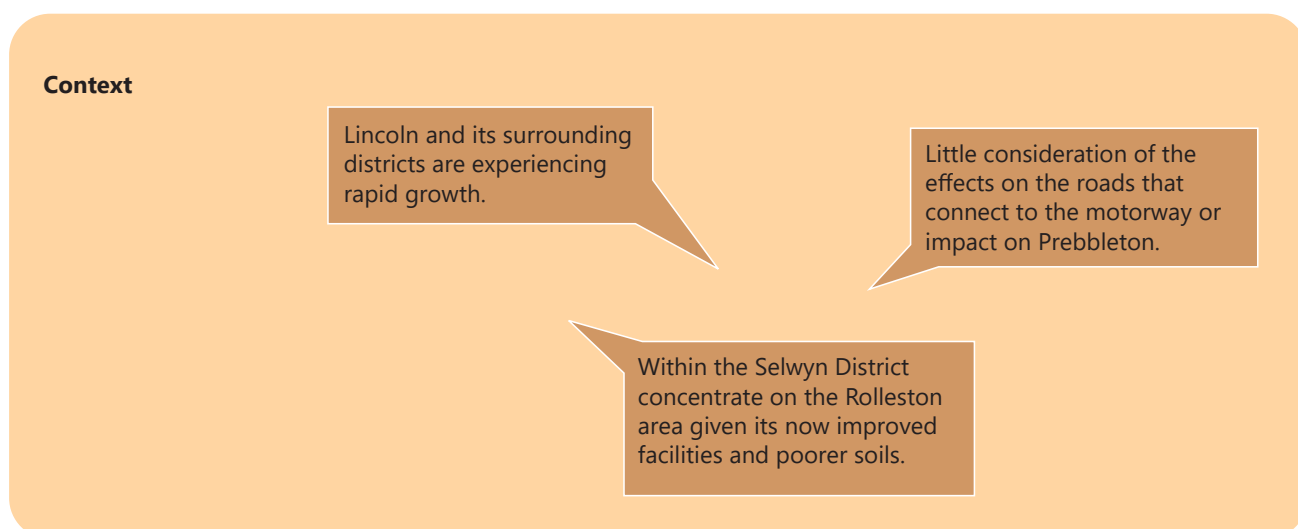 Context
Lincoln and its surrounding
districts are experiencing
rapid growth.
Little consideration of the
effects on the roads that
connect to the motorway or
impact on Prebbleton.
Within the Selwyn District
concentrate on the Rolleston
area given its now improved
facilities and poorer soils.